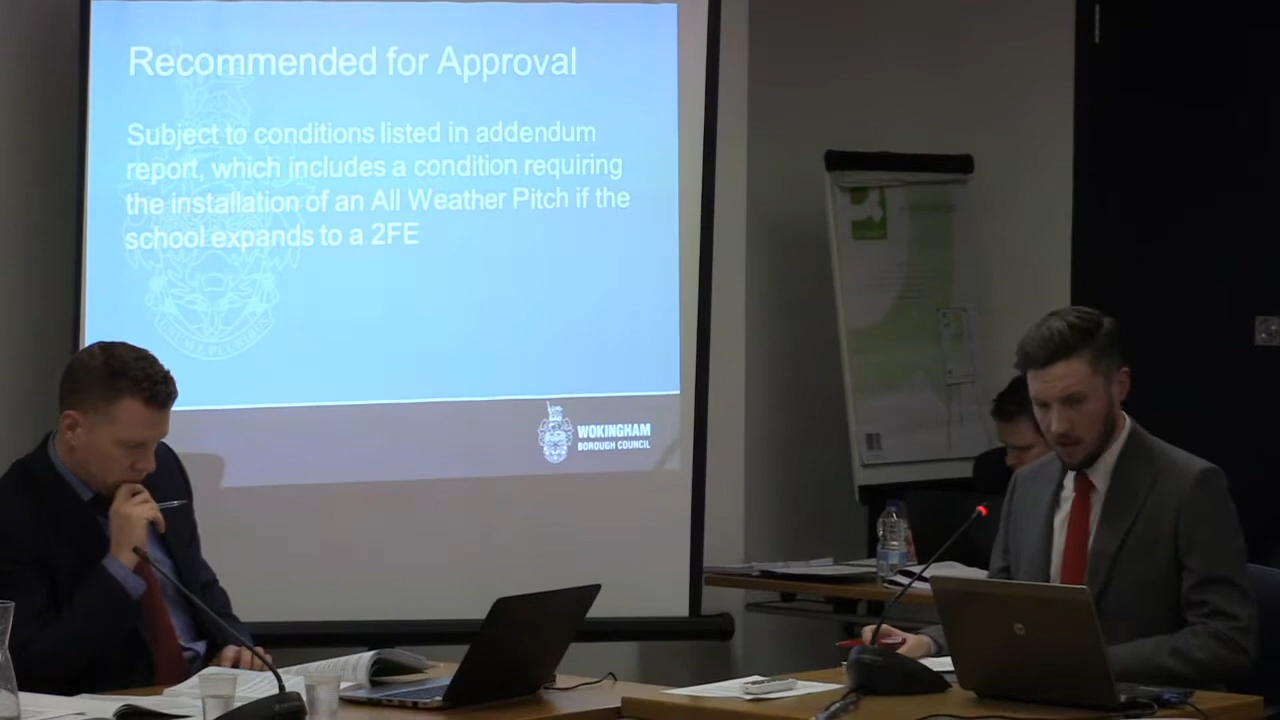 Recommended for Approval
Subject to conditions listed in addendum
report, which includes a condition requiring
the installation of an All Weather Pitch if the
school expands to a 2FE
WOKINGHAM
BOROUGH COUNCIL
hp